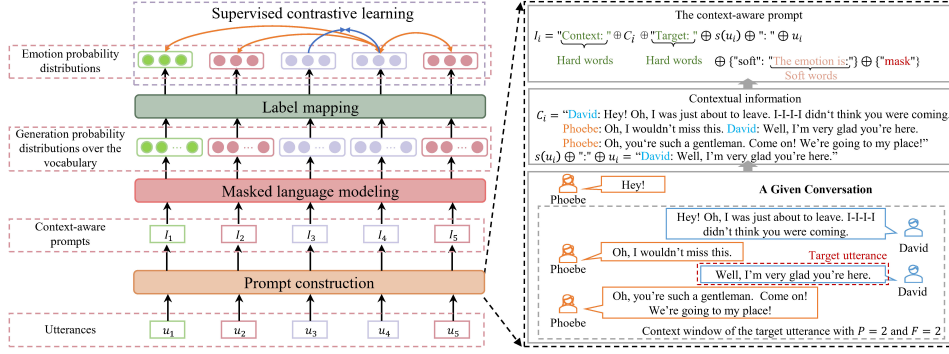 Supervised contrastive learning
Emotion probability
distributions
Label mapping
Generation probability
distributions over the
vocabulary
Masked language modeling
Context-aware
prompts
I₁ I₂ I₃ I₄ I₅
Prompt construction
Utterances
u₁ u₂ u₃ u₄ u₅
The context-aware prompt
Iᵢ = "Context: " ⊕ Cᵢ ⊕ "Target: " ⊕ s(uᵢ) ⊕ ": " ⊕ uᵢ
Hard words Hard words ⊕ {"soft": "The emotion is:"} ⊕ {"mask"}
Soft words
Contextual information
Cᵢ = "David: Hey! Oh, I was just about to leave. I-I-I-I didn't think you were coming.
Phoebe: Oh, I wouldn't miss this. David: Well, I'm very glad you're here.
Phoebe: Oh, you're such a gentleman. Come on! We're going to my place!"
s(uᵢ) ⊕ ":" ⊕ uᵢ = "David: Well, I'm very glad you're here."
A Given Conversation
Hey!
Phoebe
Hey! Oh, I was just about to leave. I-I-I-I
didn't think you were coming.
David
Oh, I wouldn't miss this.
Phoebe
Target utterance
Well, I'm very glad you're here.
David
Oh, you're such a gentleman. Come on!
We're going to my place!
Phoebe
Context window of the target utterance with P = 2 and F = 2